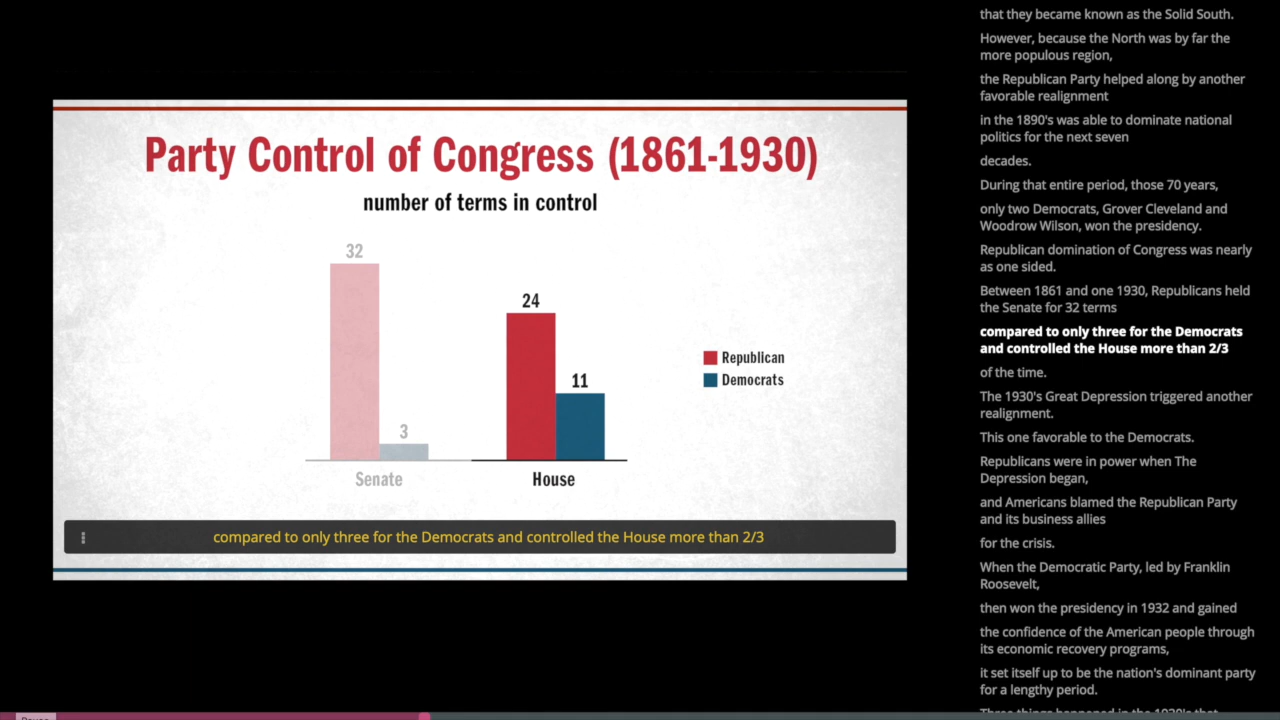 Party Control of Congress (1861-1930)
number of terms in control
32
3
24
11
Senate
House
Republican
Democrats
compared to only three for the Democrats and controlled the House more than 2/3
that they became known as the Solid South.
However, because the North was by far the
more populous region,
the Republican Party helped along by another
favorable realignment
in the 1890's was able to dominate national
politics for the next seven
decades.
During that entire period, those 70 years,
only two Democrats, Grover Cleveland and
Woodrow Wilson, won the presidency.
Republican domination of Congress was nearly
as one sided.
Between 1861 and one 1930, Republicans held
the Senate for 32 terms
compared to only three for the Democrats
and controlled the House more than 2/3
of the time.
The 1930's Great Depression triggered another
realignment.
This one favorable to the Democrats.
Republicans were in power when The
Depression began,
and Americans blamed the Republican Party
and its business allies
for the crisis.
When the Democratic Party, led by Franklin
Roosevelt,
then won the presidency in 1932 and gained
the confidence of the American people through
its economic recovery programs,
it set itself up to be the nation's dominant party
for a lengthy period.
Three things happened in the 1930's that